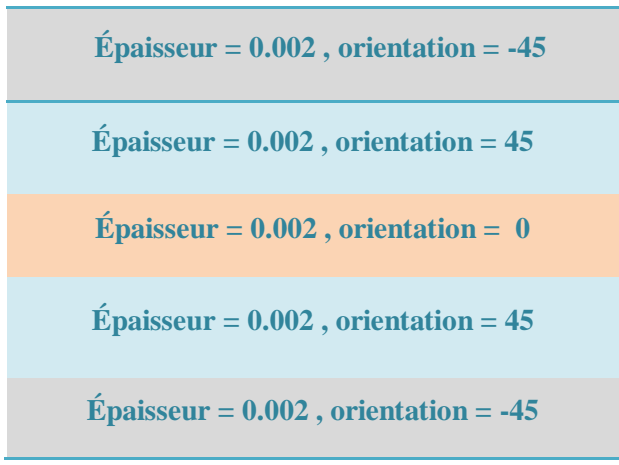 Épaisseur = 0.002 , orientation = -45
Épaisseur = 0.002 , orientation = 45
Épaisseur = 0.002 , orientation = 0
Épaisseur = 0.002 , orientation = 45
Épaisseur = 0.002 , orientation = -45